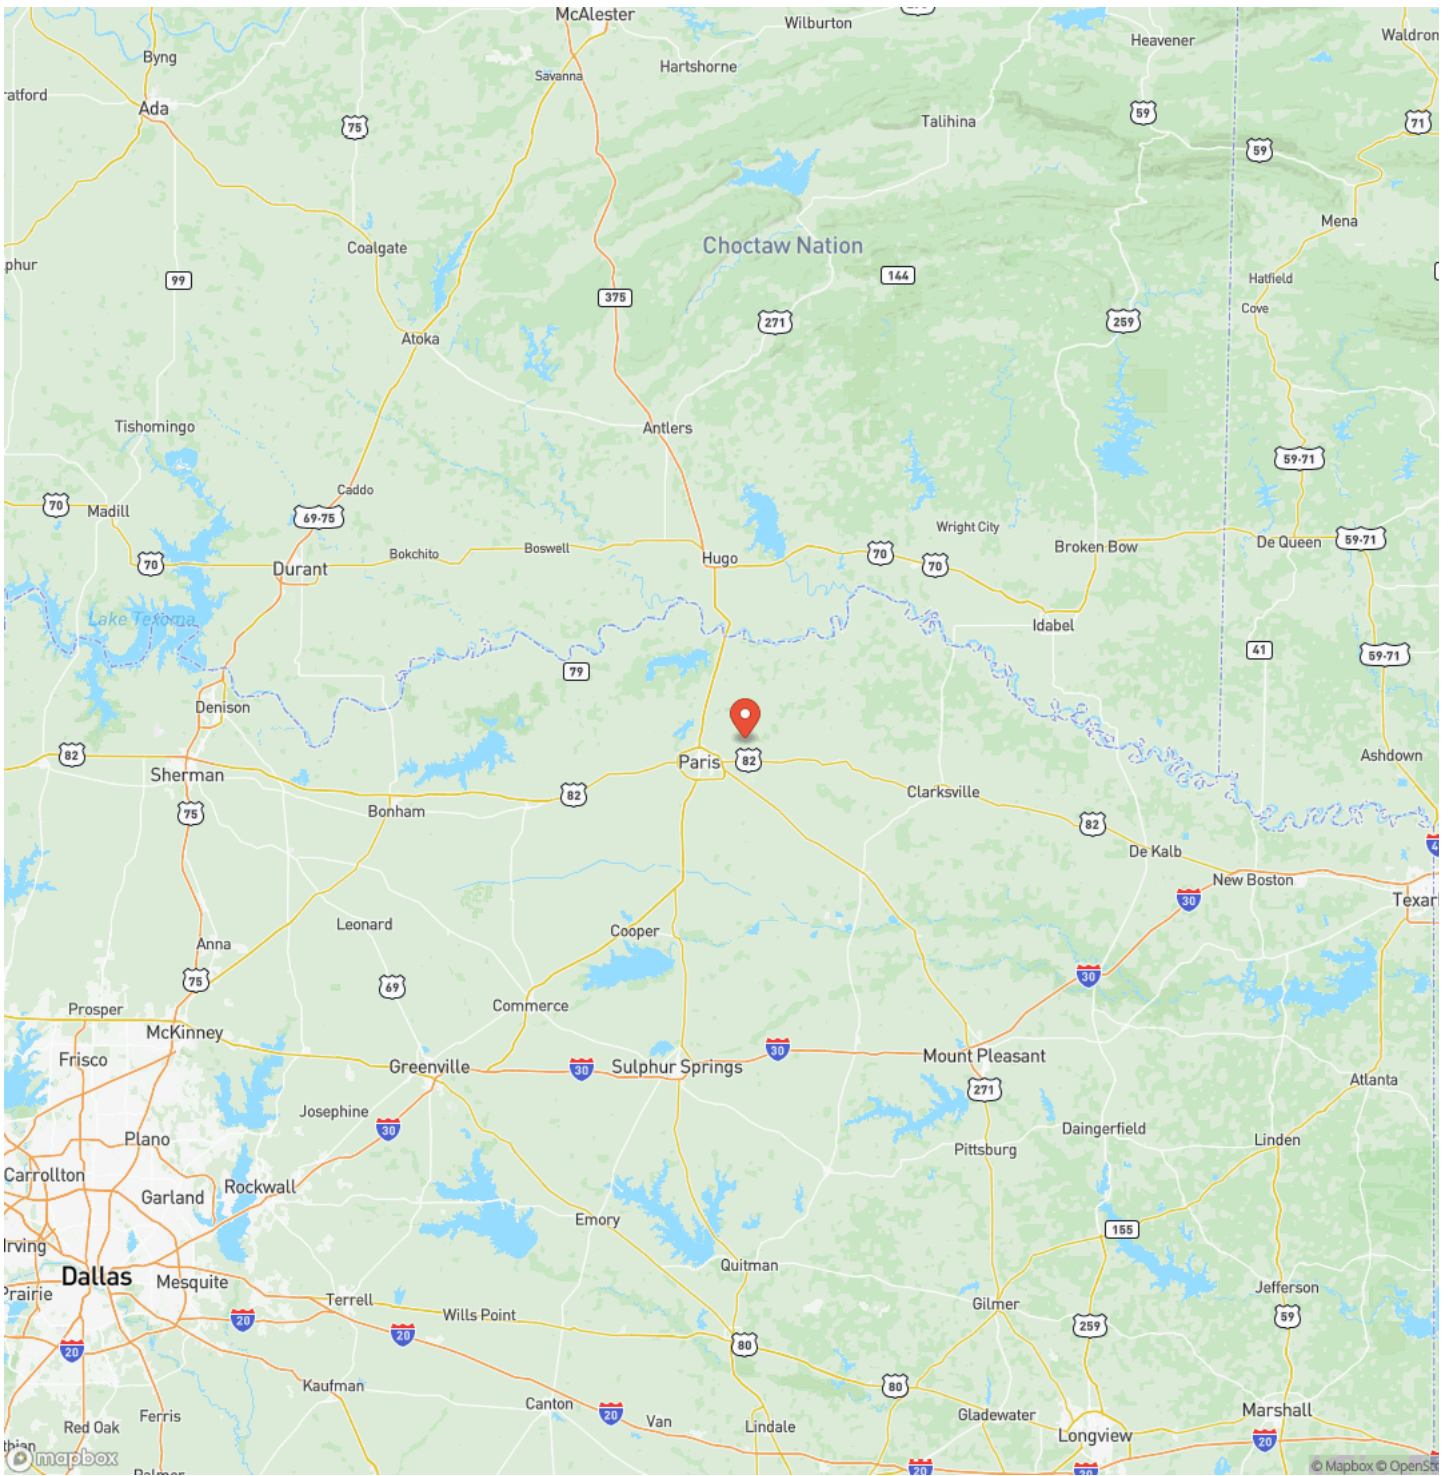 McAlester
Wilburton
Heavener
Waldron
Byng
Hartshorne
Savanna
ratford
Ada
75
Talihina
59
71
59
Mena
Choctaw Nation
Coalgate
phur
99
144
Hatfield
375
Cove
271
259
Atoka
Tishomingo
Antlers
59-71
Caddo
70
Madill
69-75
Wright City
Bokchito
Boswell
Hugo
70
Broken Bow
De Queen
59-71
70
Durant
70
Lake Texoma
Idabel
41
59-71
79
Denison
82
Sherman
Paris
82
Ashdown
82
Clarksville
75
Bonham
82
De Kalb
4
New Boston
30
Texar
Leonard
Cooper
Anna
75
69
30
Prosper
Commerce
McKinney
Frisco
Greenville
30
Sulphur Springs
30
Mount Pleasant
271
Atlanta
Josephine
30
Plano
Daingerfield
Linden
Pittsburg
Carrollton
Garland
Rockwall
Emory
155
Irving
Quitman
Dallas
Mesquite
Prairie
Jefferson
Terrell
Wills Point
Gilmer
20
20
59
259
20
80
80
Kaufman
Canton
20
Van
Lindale
Gladewater
Marshall
Ferris
Red Oak
Longview
20
thian
mapbox
Palmer
20
20
© Mapbox © OpenStr